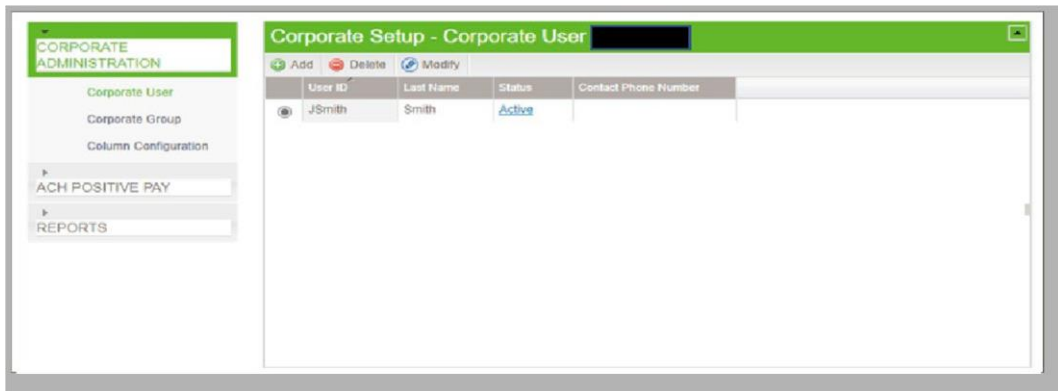 CORPORATE
ADMINISTRATION
Corporate User
Corporate Group
Column Configuration
ACH POSITIVE PAY
REPORTS
Corporate Setup - Corporate User
Add Delete Modify
User ID Last Name Status Contact Phone Number
JSmith Smith Active